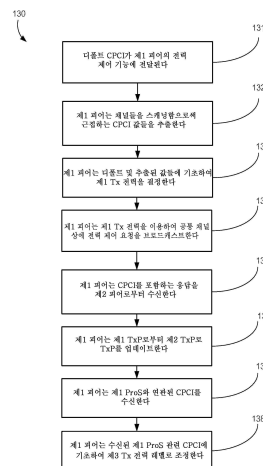 130
디폴트 CPCI가 제1 피어의 전력
제어 기능에 전달된다
131
제1 피어는 채널들을 스캐닝함으로써
근접하는 CPCI 값들을 추출한다
132
제1 피어는 디폴트 및 추출된 값들에 기초하여
제1 Tx 전력을 결정한다
13
제1 피어는 제1 Tx 전력을 이용하여 공통 채널
상에 전력 제어 요청을 브로드캐스트한다
13
제1 피어는 CPCI를 포함하는 응답을
제2 피어로부터 수신한다
13
제1 피어는 제1 TxP로부터 제2 TxP로
TxP를 업데이트한다
13
제1 피어는 제1 ProS와 연관된 CPCI를
수신한다
13
제1 피어는 수신된 제1 ProS 관련 CPCI에
기초하여 제3 Tx 전력 레벨로 조정한다
138